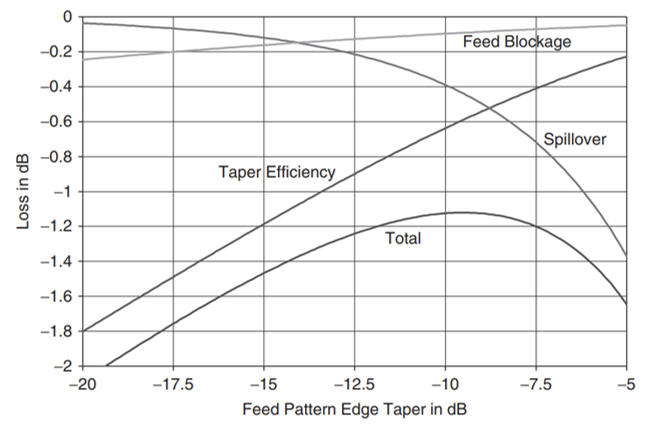 0
−0.2
−0.4
−0.6
−0.8
−1
−1.2
−1.4
−1.6
−1.8
−2
Loss in dB
Feed Blockage
Spillover
Taper Efficiency
Total
−20 −17.5 −15 −12.5 −10 −7.5 −5
Feed Pattern Edge Taper in dB